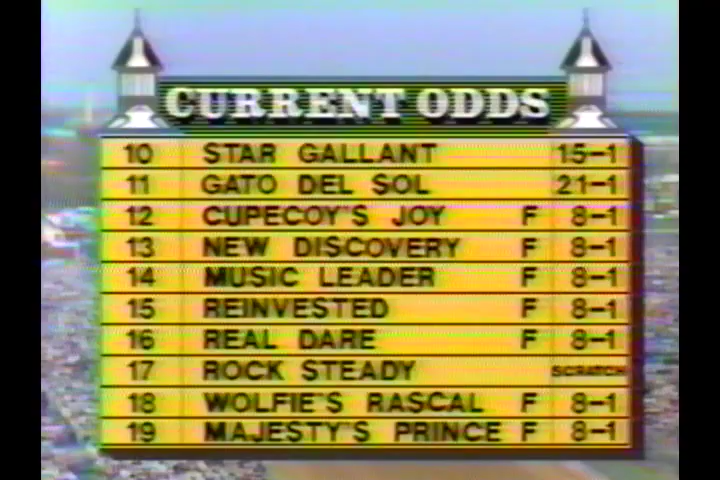 CURRENT ODDS
10 STAR GALLANT 15-1
11 GATO DEL SOL 21-1
12 CUPECOY'S JOY F 8-1
13 NEW DISCOVERY F 8-1
14 MUSIC LEADER F 8-1
15 REINVESTED F 8-1
16 REAL DARE F 8-1
17 ROCK STEADY SCRATCH
18 WOLFIE'S RASCAL F 8-1
19 MAJESTY'S PRINCE F 8-1